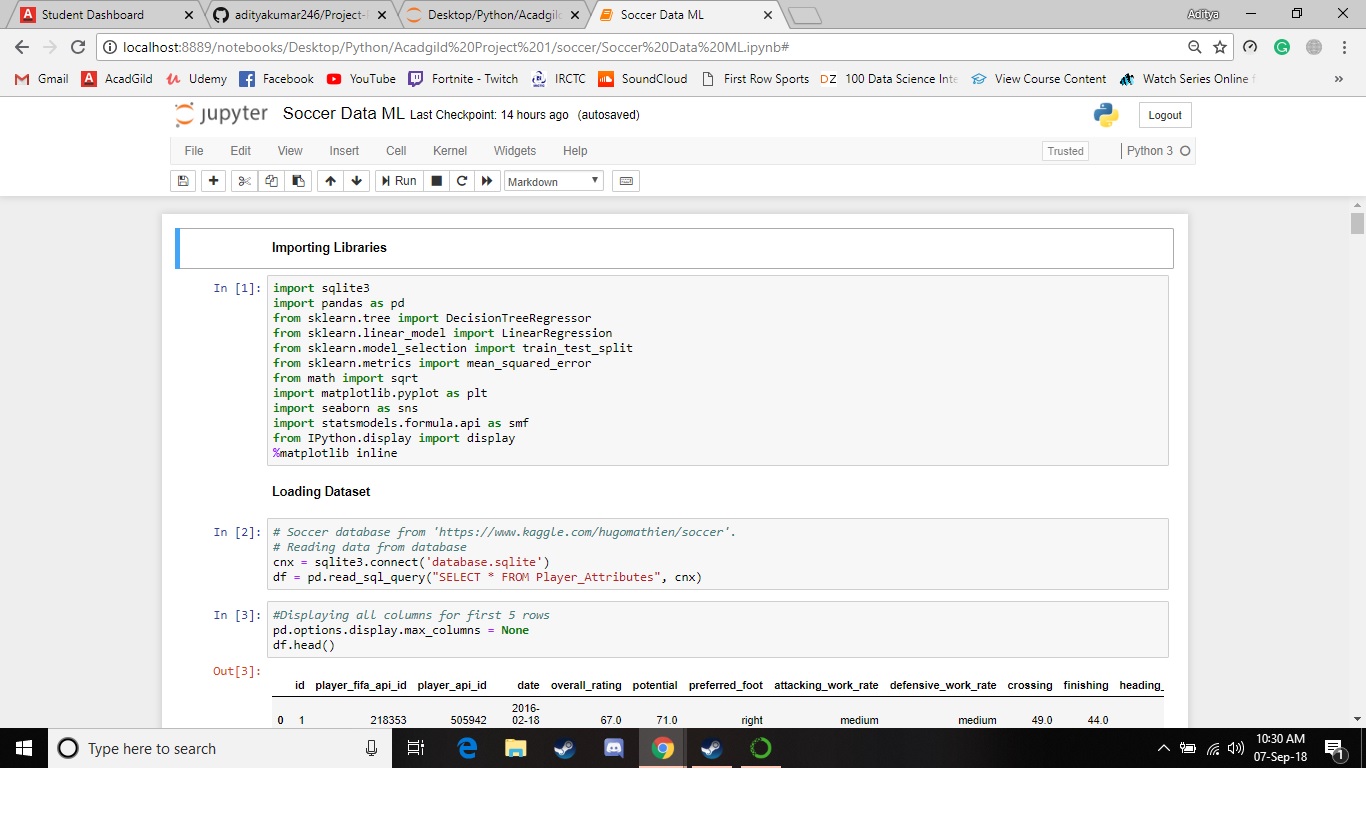 Student Dashboard
adityakumar246/Project-
Desktop/Python/Acadgil
Soccer Data ML
Aditya
localhost:8889/notebooks/Desktop/Python/Acadgild%20Project%201/soccer/Soccer%20Data%20ML.ipynb#
Gmail AcadGild Udemy Facebook YouTube Fortnite - Twitch IRCTC SoundCloud First Row Sports DZ 100 Data Science Inte View Course Content Watch Series Online
jupyter Soccer Data ML Last Checkpoint: 14 hours ago (autosaved) Logout
File Edit View Insert Cell Kernel Widgets Help Trusted Python 3
Run Markdown
Importing Libraries
In [1]: import sqlite3
import pandas as pd
from sklearn.tree import DecisionTreeRegressor
from sklearn.linear_model import LinearRegression
from sklearn.model_selection import train_test_split
from sklearn.metrics import mean_squared_error
from math import sqrt
import matplotlib.pyplot as plt
import seaborn as sns
import statsmodels.formula.api as smf
from IPython.display import display
%matplotlib inline
Loading Dataset
In [2]: # Soccer database from 'https://www.kaggle.com/hugomathien/soccer'.
# Reading data from database
cnx = sqlite3.connect('database.sqlite')
df = pd.read_sql_query("SELECT * FROM Player_Attributes", cnx)
In [3]: #Displaying all columns for first 5 rows
pd.options.display.max_columns = None
df.head()
Out[3]:
id player_fifa_api_id player_api_id date overall_rating potential preferred_foot attacking_work_rate defensive_work_rate crossing finishing heading_
0 1 218353 505942 2016-
02-18 67.0 71.0 right medium medium 49.0 44.0
Type here to search
10:30 AM
07-Sep-18
1